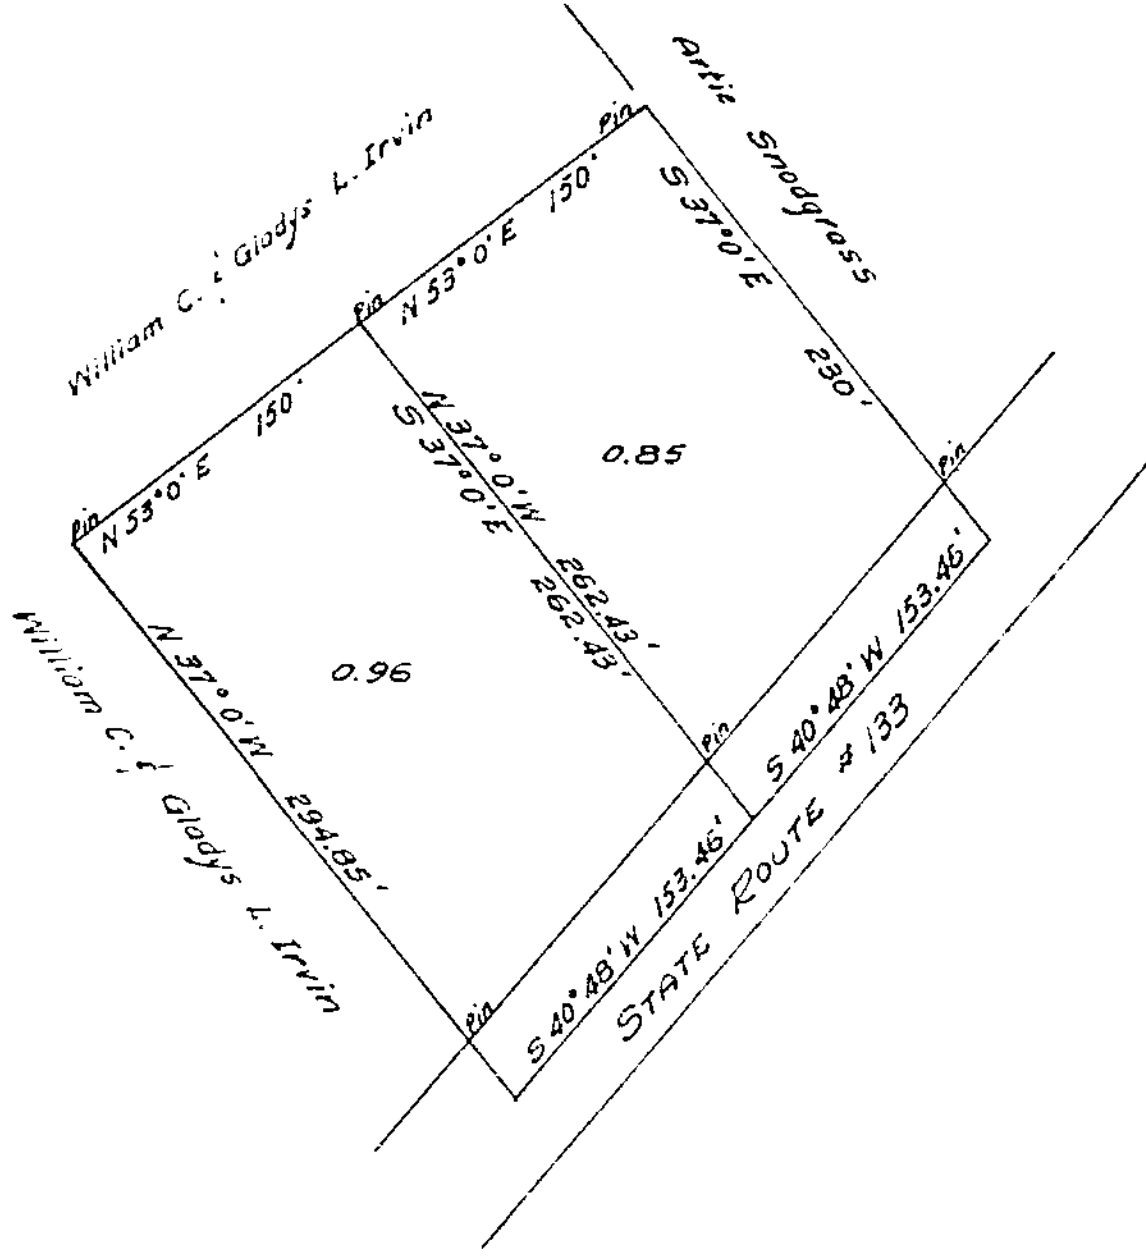 Artie Snodgrass
William C. & Gladys L. Irvin
Pin
N 53°0' E 150'
S 37°0' E 230'
Pin
N 53°0' E 150'
Pin
N 37°0' W 262.43'
S 37°0' E 262.43'
0.85
Pin
0.96
N 37°0' W 294.85'
William C. & Gladys L. Irvin
Pin
S 40°48' W 153.46'
S 40°48' W 153.46'
Pin
STATE ROUTE # 133